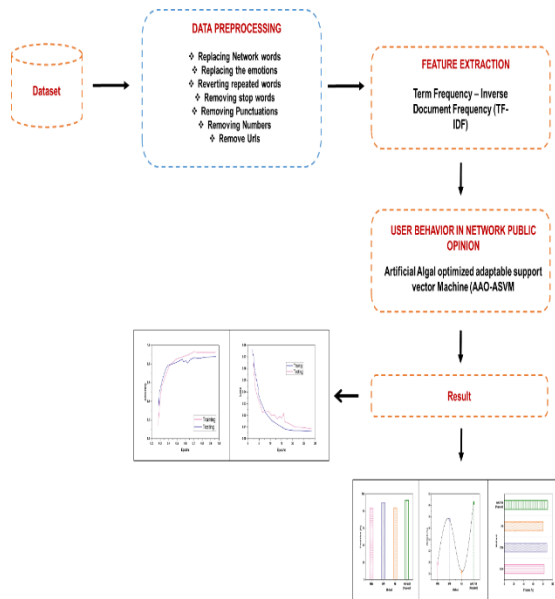 Dataset
DATA PREPROCESSING
❖ Replacing Network words
❖ Replacing the emotions
❖ Reverting repeated words
❖ Removing stop words
❖ Removing Punctuations
❖ Removing Numbers
❖ Remove Urls
FEATURE EXTRACTION
Term Frequency – Inverse
Document Frequency (TF-
IDF)
USER BEHAVIOR IN NETWORK PUBLIC
OPINION
Artificial Algal optimized adaptable support
vector Machine (AAO-ASVM
Result
Training
Testing
Training
Testing